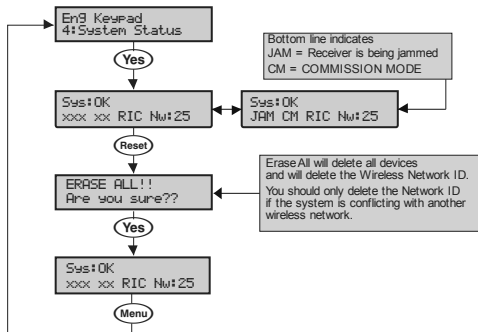 Eng Keypad
4:System Status
Yes
Bottom line indicates
JAM = Receiver is being jammed
CM = COMMISSION MODE
Sys:OK
xxx xx RIC Nw:25
Sys:OK
JAM CM RIC Nw:25
Reset
ERASE ALL!!
Are you sure??
Erase All will delete all devices
and will delete the Wireless Network ID.
You should only delete the Network ID
if the system is conflicting with another
wireless network.
Yes
Sys:OK
xxx xx RIC Nw:25
Menu